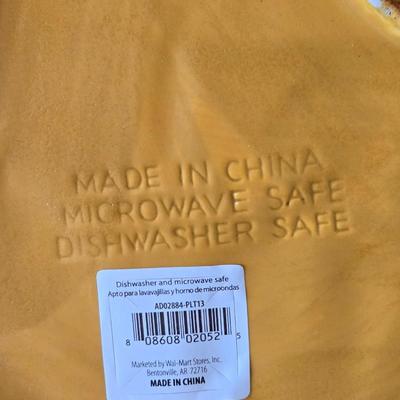 MADE IN CHINA
MICROWAVE SAFE
DISHWASHER SAFE
Dishwasher and microwave safe
Apto para lavavajillas y horno de microondas
AD02884-PLT13
8 08608 02052 5
Marketed by Wal-Mart Stores, Inc.
Bentonville, AR 72716
MADE IN CHINA